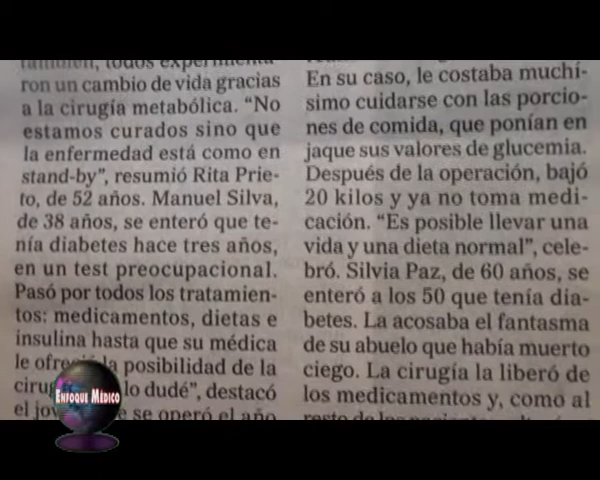 también, todos experimenta-
ron un cambio de vida gracias
a la cirugía metabólica. “No
estamos curados sino que
la enfermedad está como en
stand-by”, resumió Rita Prie-
to, de 52 años. Manuel Silva,
de 38 años, se enteró que te-
nía diabetes hace tres años,
en un test preocupacional.
Pasó por todos los tratamien-
tos: medicamentos, dietas e
insulina hasta que su médica
le ofreció la posibilidad de la
lo dudé”, destacó
el se operó el año
En su caso, le costaba muchí-
simo cuidarse con las porcio-
nes de comida, que ponían en
jaque sus valores de glucemia.
Después de la operación, bajó
20 kilos y ya no toma medi-
cación. “Es posible llevar una
vida y una dieta normal”, cele-
bró. Silvia Paz, de 60 años, se
enteró a los 50 que tenía dia-
betes. La acosaba el fantasma
de su abuelo que había muerto
ciego. La cirugía la liberó de
los medicamentos y, como al
ENFOQUE MÉDICO